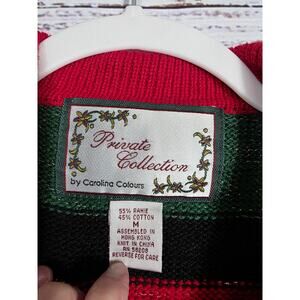 Private
Collection
by Carolina Colours
55% RAMIE
45% COTTON
M
ASSEMBLED IN
HONG KONG
KNIT IN CHINA
RN 58208
REVERSE FOR CARE